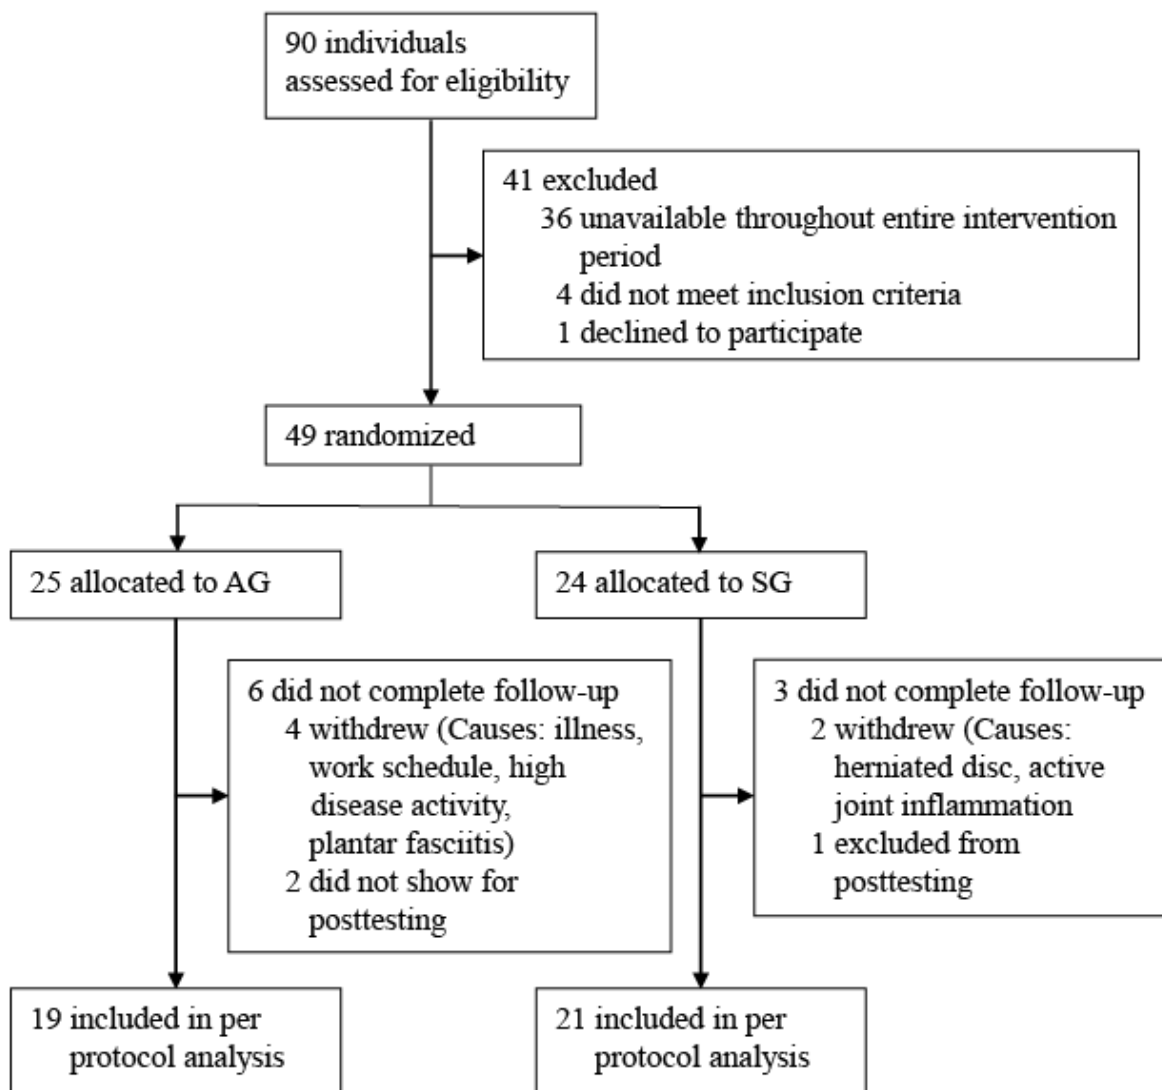 90 individuals
assessed for eligibility
41 excluded
36 unavailable throughout entire intervention
period
4 did not meet inclusion criteria
1 declined to participate
49 randomized
25 allocated to AG
24 allocated to SG
6 did not complete follow-up
4 withdrew (Causes: illness,
work schedule, high
disease activity,
plantar fasciitis)
2 did not show for
posttesting
3 did not complete follow-up
2 withdrew (Causes:
herniated disc, active
joint inflammation
1 excluded from
posttesting
19 included in per
protocol analysis
21 included in per
protocol analysis